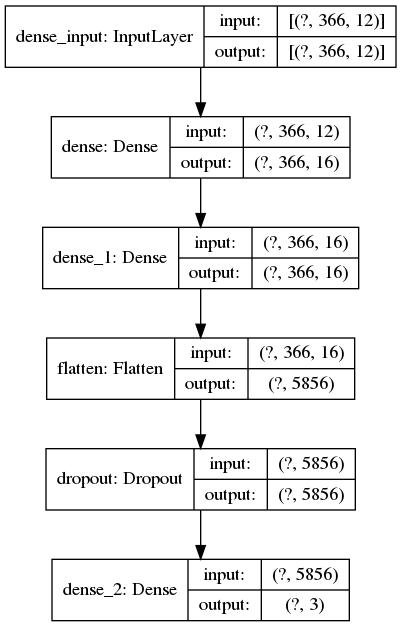 dense_input: InputLayer
input: [(?, 366, 12)]
output: [(?, 366, 12)]
dense: Dense
input: (?, 366, 12)
output: (?, 366, 16)
dense_1: Dense
input: (?, 366, 16)
output: (?, 366, 16)
flatten: Flatten
input: (?, 366, 16)
output: (?, 5856)
dropout: Dropout
input: (?, 5856)
output: (?, 5856)
dense_2: Dense
input: (?, 5856)
output: (?, 3)